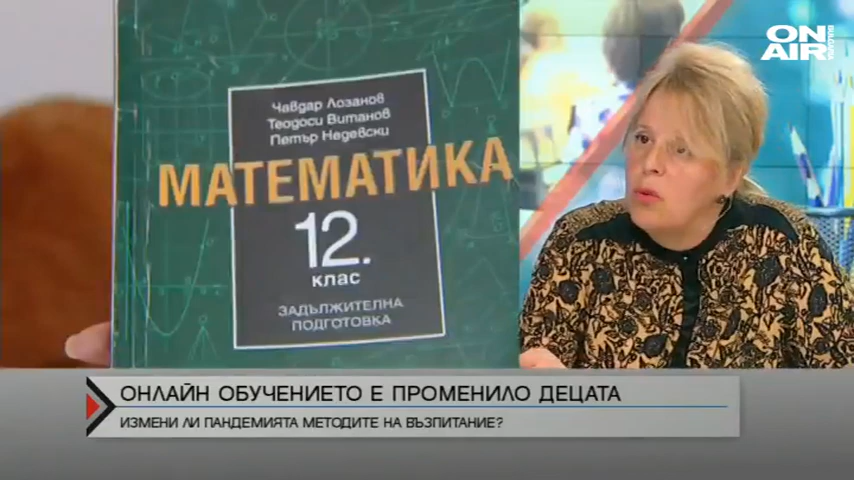 ON
AIR
BULGARIA
Чавдар Лозанов
Теодоси Витанов
Петър Недевски
МАТЕМАТИКА
12.
клас
ЗАДЪЛЖИТЕЛНА
ПОДГОТОВКА
ОНЛАЙН ОБУЧЕНИЕТО Е ПРОМЕНИЛО ДЕЦАТА
ИЗМЕНИ ЛИ ПАНДЕМИЯТА МЕТОДИТЕ НА ВЪЗПИТАНИЕ?